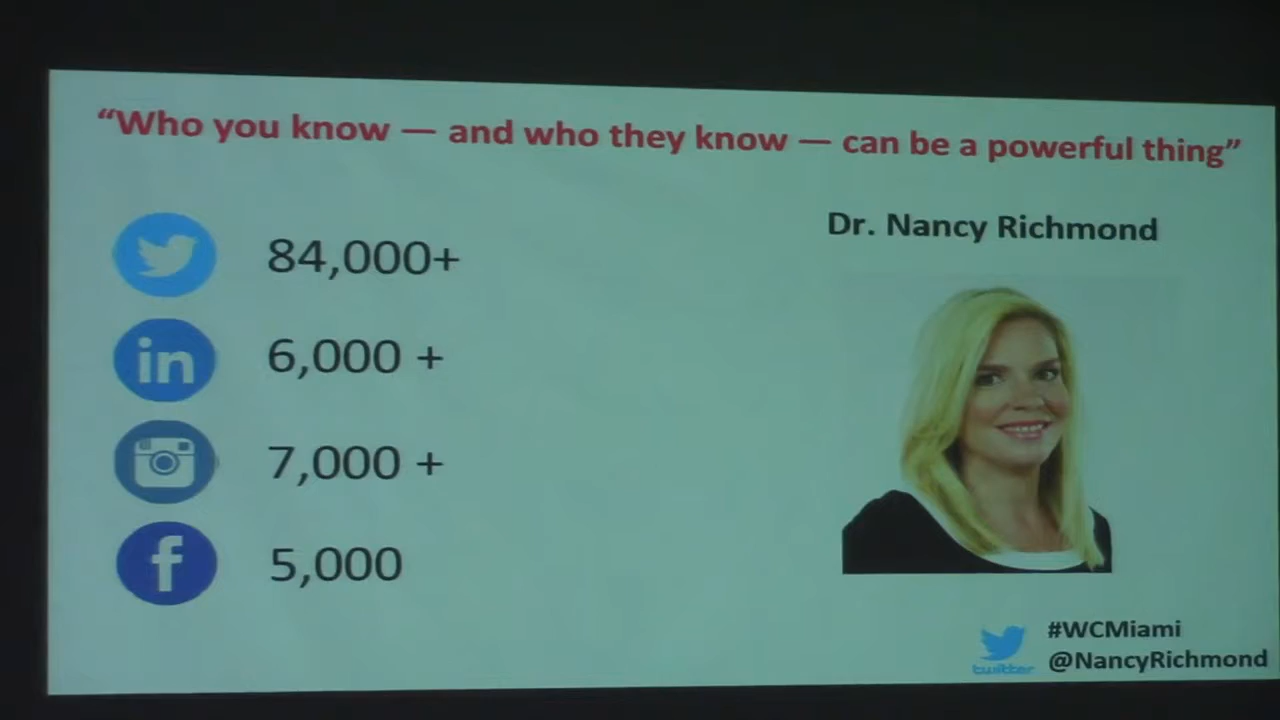 “Who you know — and who they know — can be a powerful thing”
Dr. Nancy Richmond
84,000+
in 6,000 +
7,000 +
f 5,000
#WCMiami
twitter @NancyRichmond